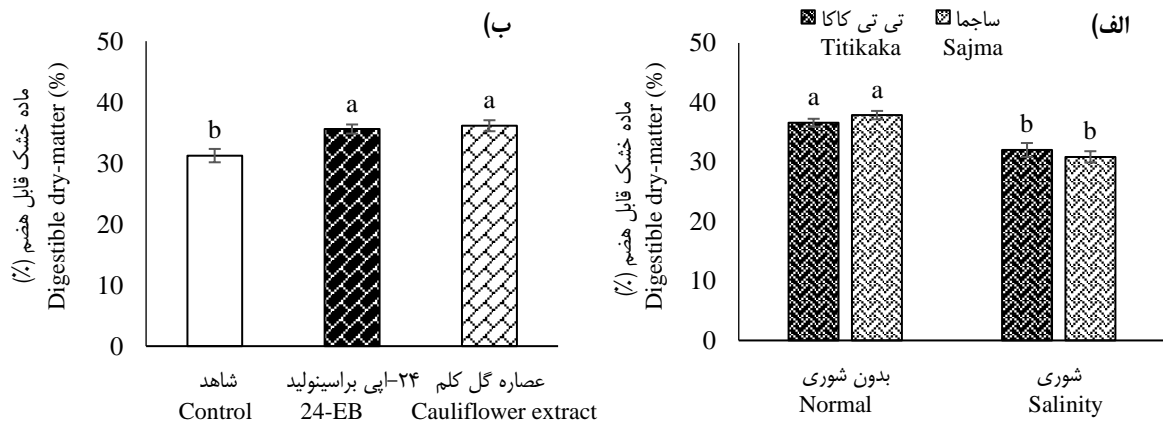 الف)
تی تی کاکا
Titikaka
ساجما
Sajma
ماده خشک قابل هضم (%)
Digestible dry-matter (%)
50
40
30
20
10
0
a
a
b
b
بدون شوری
Normal
شوری
Salinity
ب)
ماده خشک قابل هضم (%)
Digestible dry-matter (%)
50
40
30
20
10
0
b
a
a
شاهد
Control
۲۴-اپی براسینولید
24-EB
عصاره گل کلم
Cauliflower extract